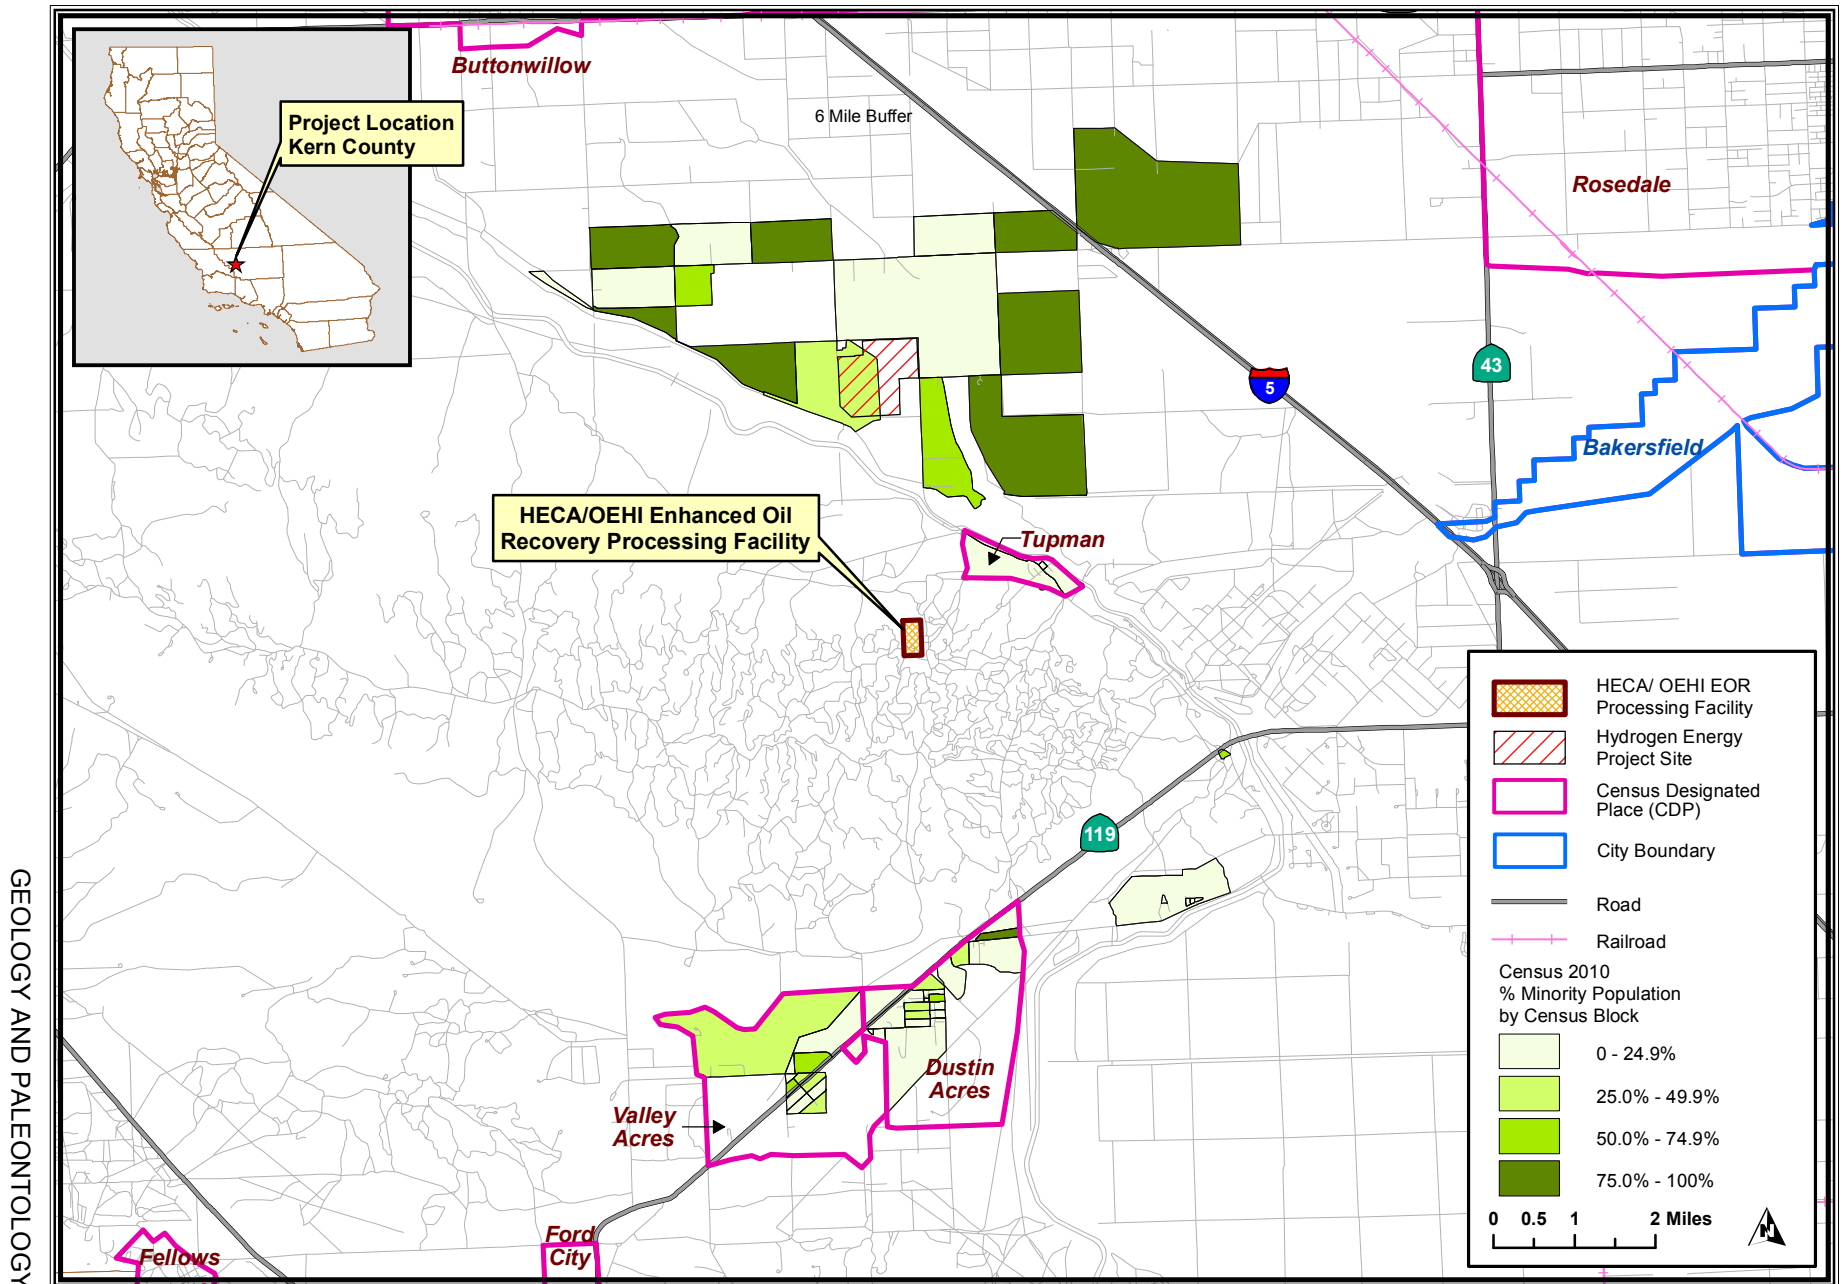 Buttonwillow
6 Mile Buffer
Project Location
Kern County
Rosedale
43
5
Bakersfield
HECA/OEHI Enhanced Oil
Recovery Processing Facility
Tupman
119
Dustin
Acres
Valley
Acres
Ford
City
Fellows
HECA/ OEHI EOR
Processing Facility
Hydrogen Energy
Project Site
Census Designated
Place (CDP)
City Boundary
Road
Railroad
Census 2010
% Minority Population
by Census Block
0 - 24.9%
25.0% - 49.9%
50.0% - 74.9%
75.0% - 100%
0 0.5 1 2 Miles
N
GEOLOGY AND PALEONTOLOGY